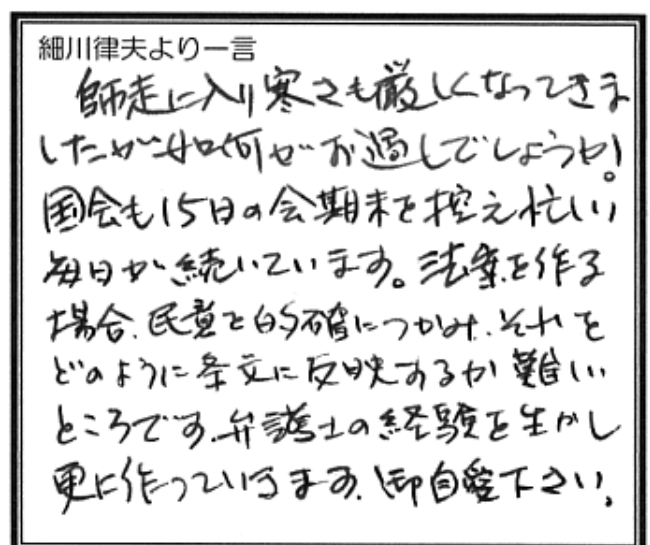 細川律夫より一言
師走に入り寒さも厳しくなってきま
したが如何がお過しでしょうか。
国会も15日の会期末を控え忙しい
毎日が続いています。法案を作る
場合、民意を的確につかみ、それを
どのように条文に反映するか難しい
ところです。弁護士の経験を生かし
更に作っていきます。御自愛下さい。